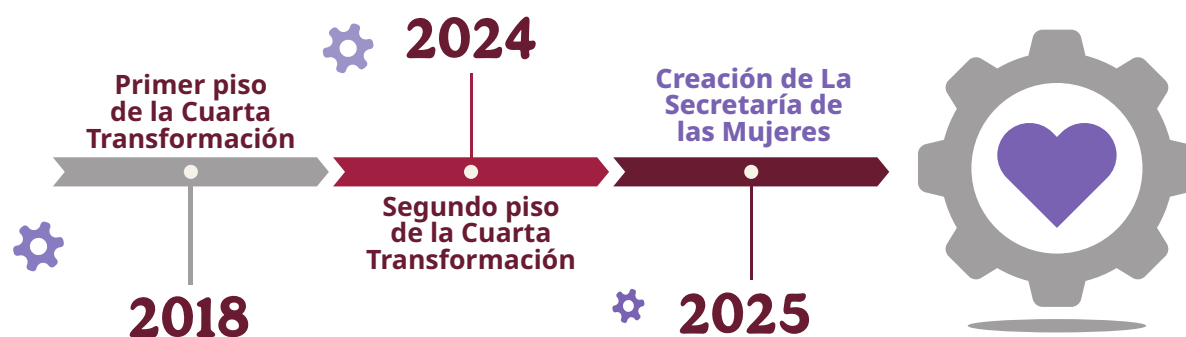 Primer piso
de la Cuarta
Transformación
2018
2024
Segundo piso
de la Cuarta
Transformación
Creación de La
Secretaría de
las Mujeres
2025